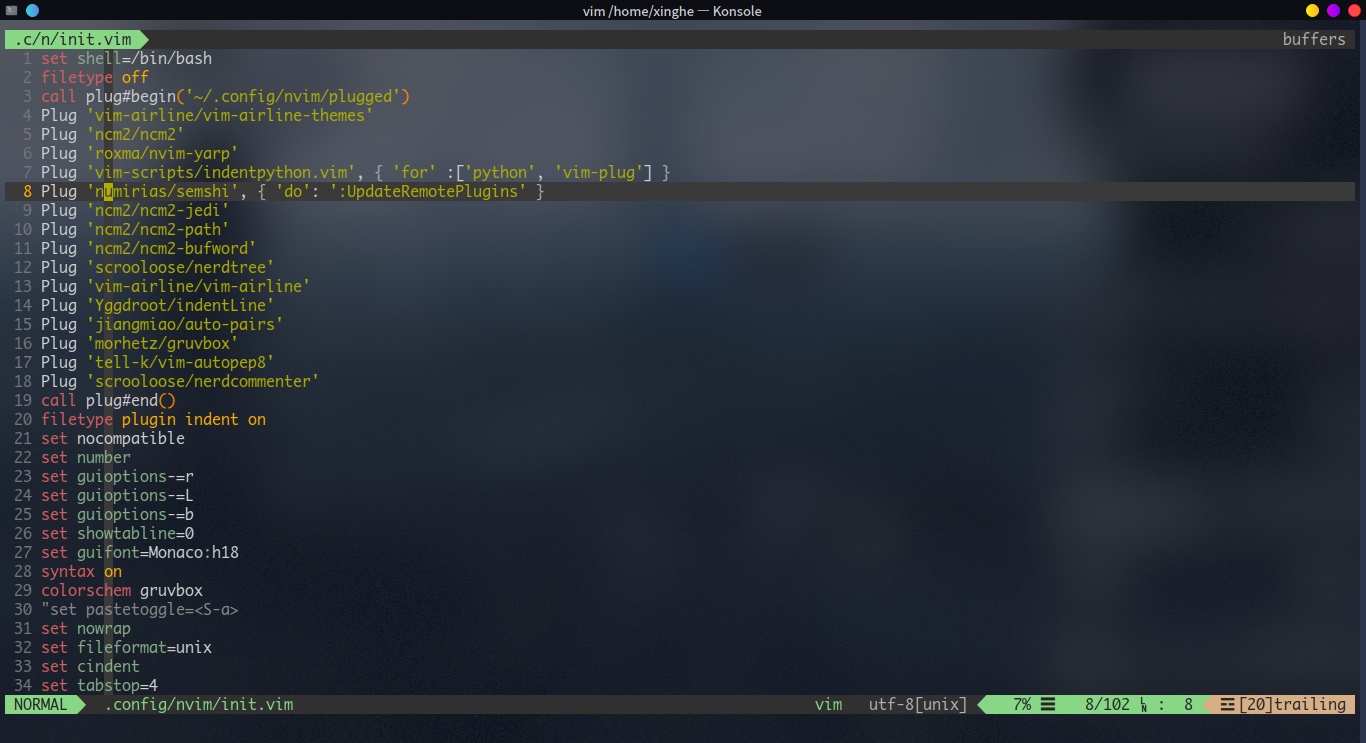 vim /home/xinghe — Konsole
.c/n/init.vim buffers
1 set shell=/bin/bash
2 filetype off
3 call plug#begin('~/.config/nvim/plugged')
4 Plug 'vim-airline/vim-airline-themes'
5 Plug 'ncm2/ncm2'
6 Plug 'roxma/nvim-yarp'
7 Plug 'vim-scripts/indentpython.vim', { 'for' :['python', 'vim-plug'] }
8 Plug 'numirias/semshi', { 'do': ':UpdateRemotePlugins' }
9 Plug 'ncm2/ncm2-jedi'
10 Plug 'ncm2/ncm2-path'
11 Plug 'ncm2/ncm2-bufword'
12 Plug 'scrooloose/nerdtree'
13 Plug 'vim-airline/vim-airline'
14 Plug 'Yggdroot/indentLine'
15 Plug 'jiangmiao/auto-pairs'
16 Plug 'morhetz/gruvbox'
17 Plug 'tell-k/vim-autopep8'
18 Plug 'scrooloose/nerdcommenter'
19 call plug#end()
20 filetype plugin indent on
21 set nocompatible
22 set number
23 set guioptions-=r
24 set guioptions-=L
25 set guioptions-=b
26 set showtabline=0
27 set guifont=Monaco:h18
28 syntax on
29 colorschem gruvbox
30 "set pastetoggle=<S-a>
31 set nowrap
32 set fileformat=unix
33 set cindent
34 set tabstop=4
NORMAL .config/nvim/init.vim vim utf-8[unix] 7% ☰ 8/102 ␤ : 8 ☲[20]trailing